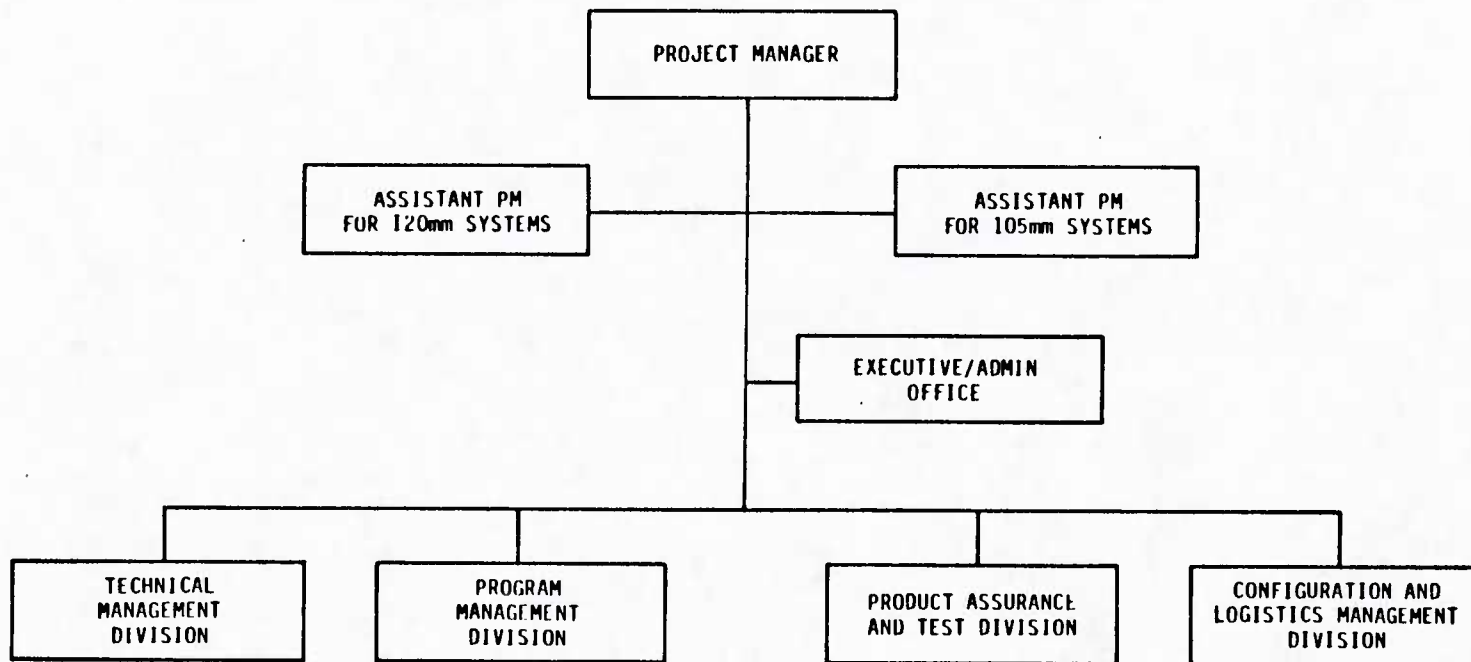 PROJECT MANAGER
ASSISTANT PM
FOR 120mm SYSTEMS
ASSISTANT PM
FOR 105mm SYSTEMS
EXECUTIVE/ADMIN
OFFICE
TECHNICAL
MANAGEMENT
DIVISION
PROGRAM
MANAGEMENT
DIVISION
PRODUCT ASSURANCE
AND TEST DIVISION
CONFIGURATION AND
LOGISTICS MANAGEMENT
DIVISION